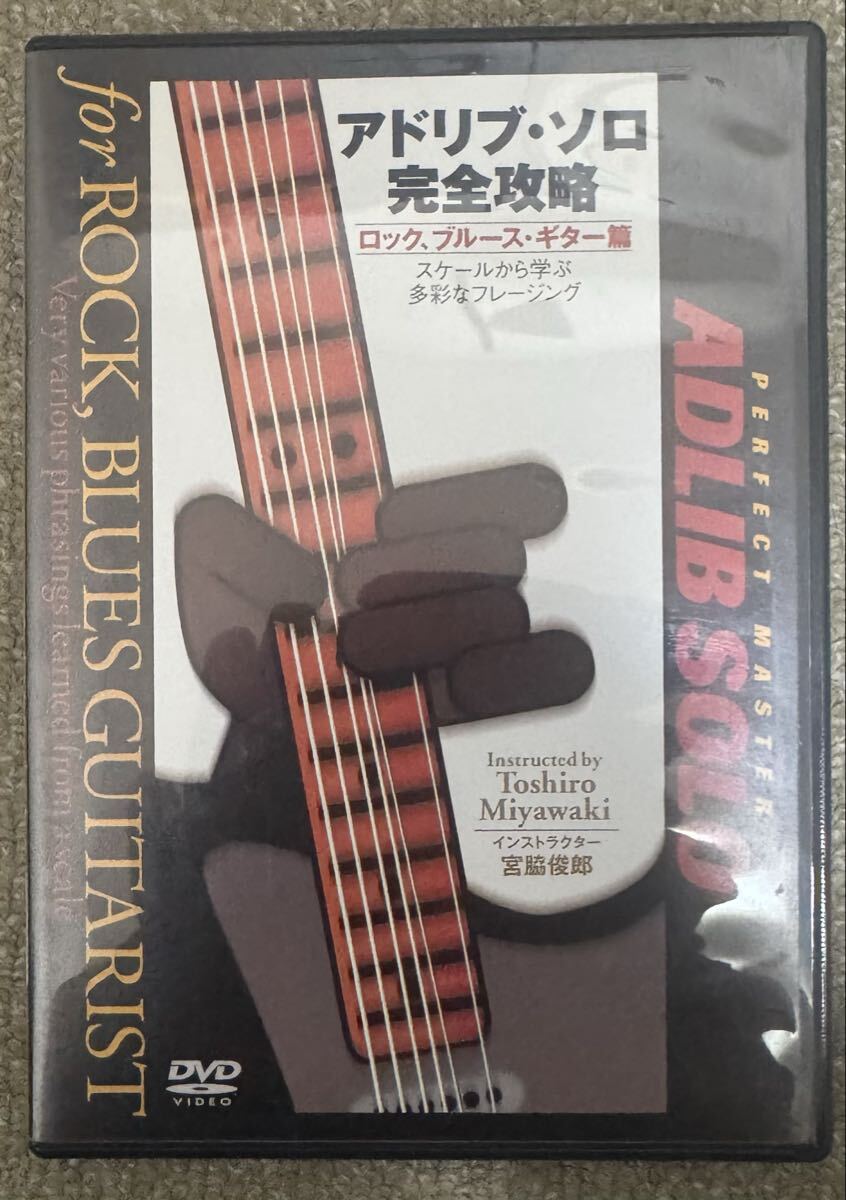 アドリブ・ソロ
完全攻略
ロック、ブルース・ギター篇
スケールから学ぶ
多彩なフレージング
for ROCK, BLUES GUITARIST
Very various phrasings learned from a scale
PERFECT MASTER
ADLIB SOLO
Instructed by
Toshiro
Miyawaki
インストラクター
宮脇俊郎
DVD
VIDEO